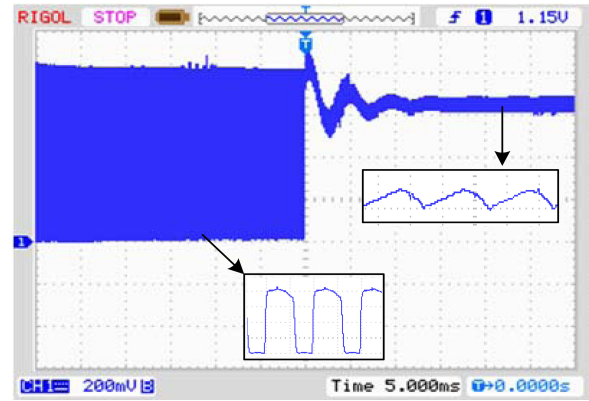 RIGOL STOP T 1 1.15V
T
1
CH1 200mV B Time 5.000ms T→0.0000s